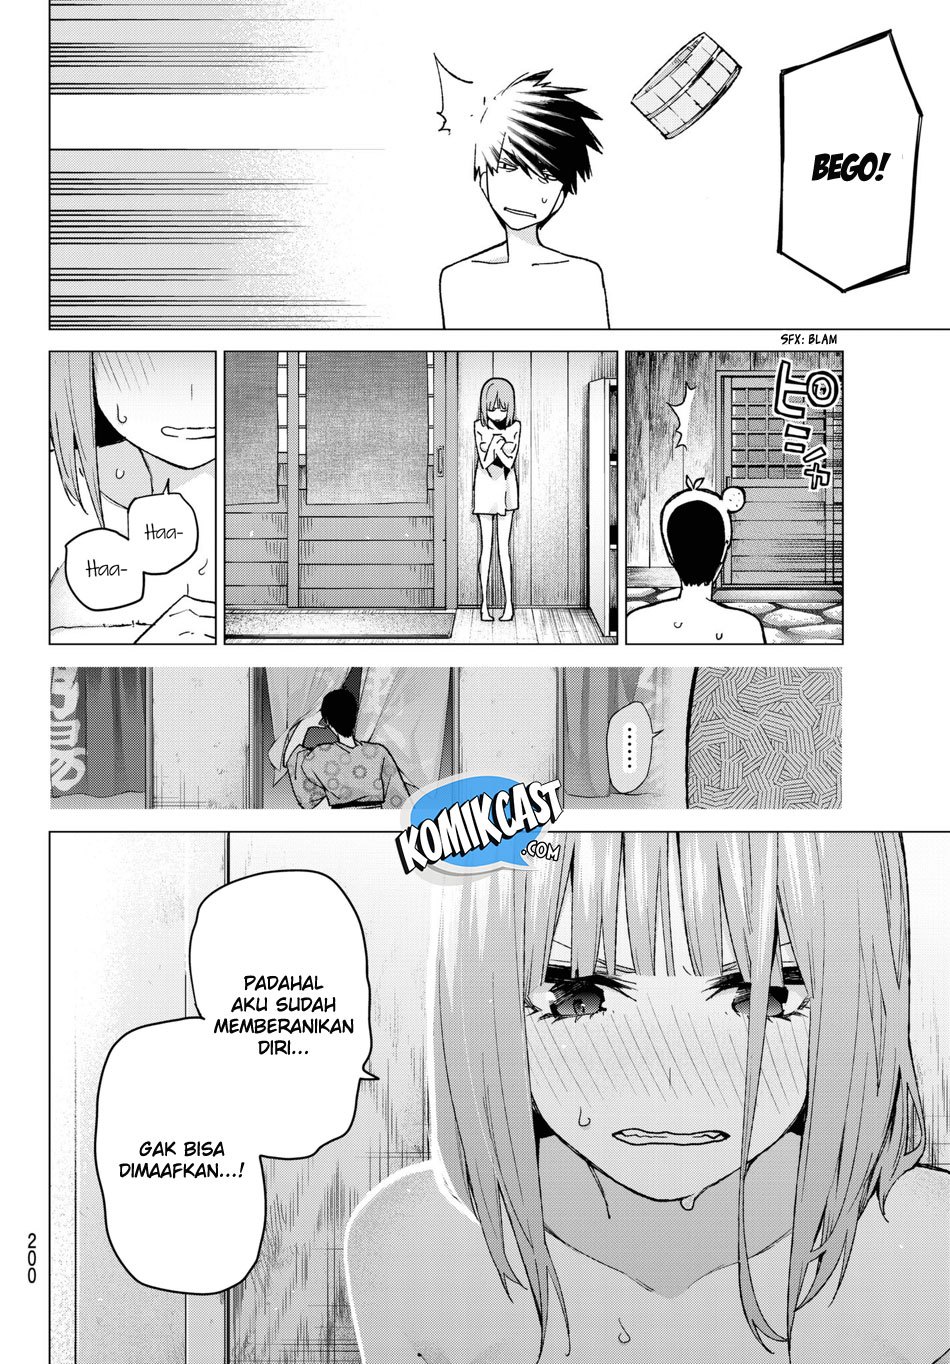 BEGO!
SFX: BLAM
ピシャ
Haa-
Haa-
.......
KOMIKCAST
.COM
PADAHAL
AKU SUDAH
MEMBERANIKAN
DIRI...
GAK BISA
DIMAAFKAN...!
200